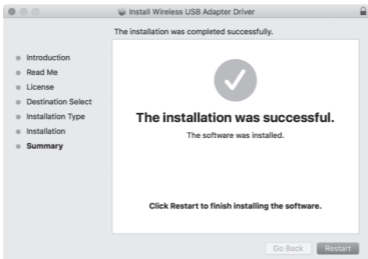 Install Wireless USB Adapter Driver
The installation was completed successfully.
Introduction
Read Me
License
Destination Select
Installation Type
Installation
Summary
The installation was successful.
The software was installed.
Click Restart to finish installing the software.
Go Back
Restart